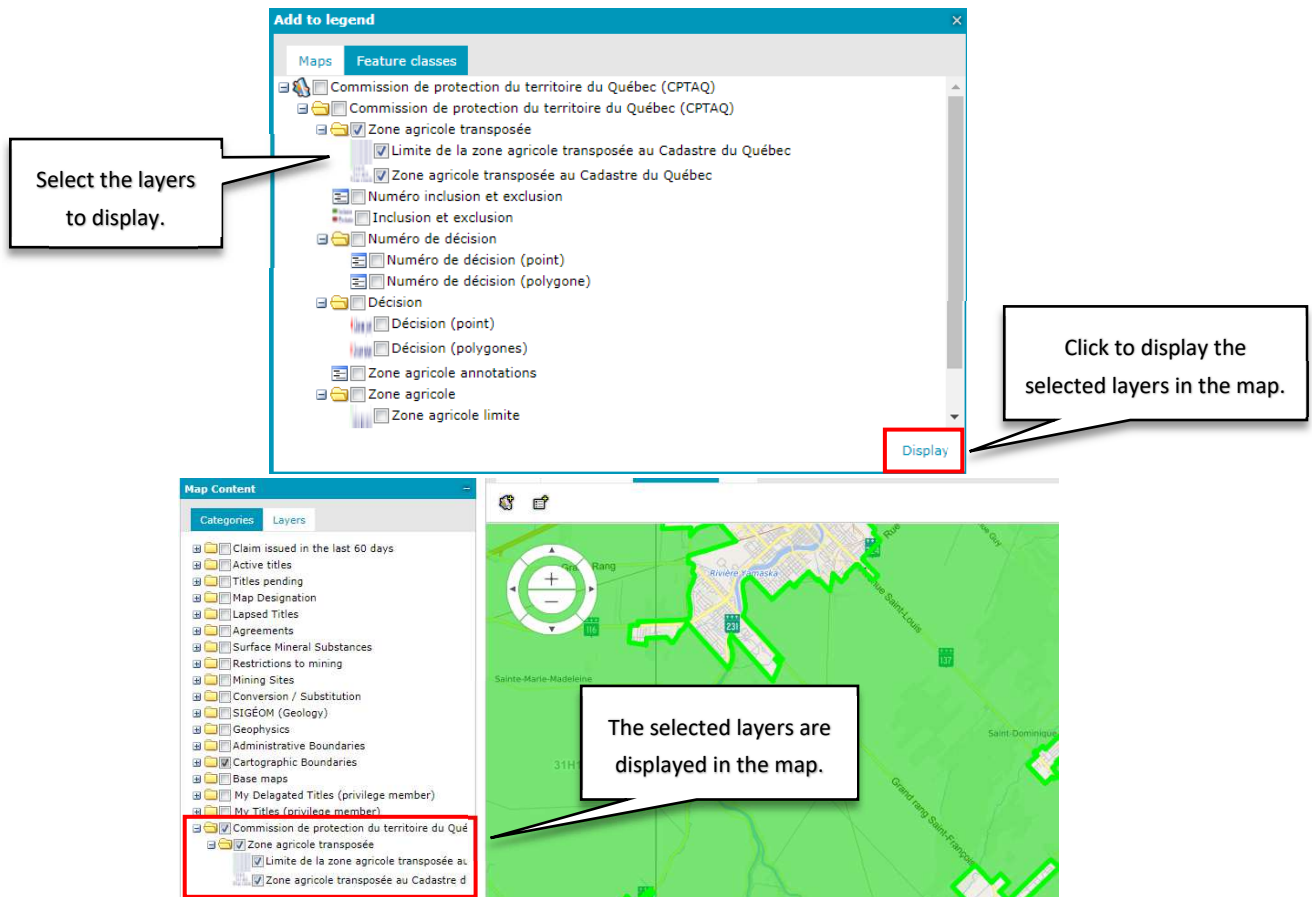 Add to legend
Maps Feature classes
Commission de protection du territoire du Québec (CPTAQ)
Commission de protection du territoire du Québec (CPTAQ)
Zone agricole transposée
Limite de la zone agricole transposée au Cadastre du Québec
Zone agricole transposée au Cadastre du Québec
Numéro inclusion et exclusion
Inclusion et exclusion
Numéro de décision
Numéro de décision (point)
Numéro de décision (polygone)
Décision
Décision (point)
Décision (polygones)
Zone agricole annotations
Zone agricole
Zone agricole limite
Display
Select the layers
to display.
Click to display the
selected layers in the map.
Map Content
Categories Layers
Claim issued in the last 60 days
Active titles
Titles pending
Map Designation
Lapsed Titles
Agreements
Surface Mineral Substances
Restrictions to mining
Mining Sites
Conversion / Substitution
SIGÉOM (Geology)
Geophysics
Administrative Boundaries
Cartographic Boundaries
Base maps
My Delagated Titles (privilege member)
My Titles (privilege member)
Commission de protection du territoire du Qué
Zone agricole transposée
Limite de la zone agricole transposée au
Zone agricole transposée au Cadastre d
Rue
Rue Guy
Rang
Rivière Yamaska
116
231
Saint-Louis
137
Sainte-Marie-Madeleine
Saint-Dominique
31H1
Grand rang Saint-François
The selected layers are
displayed in the map.